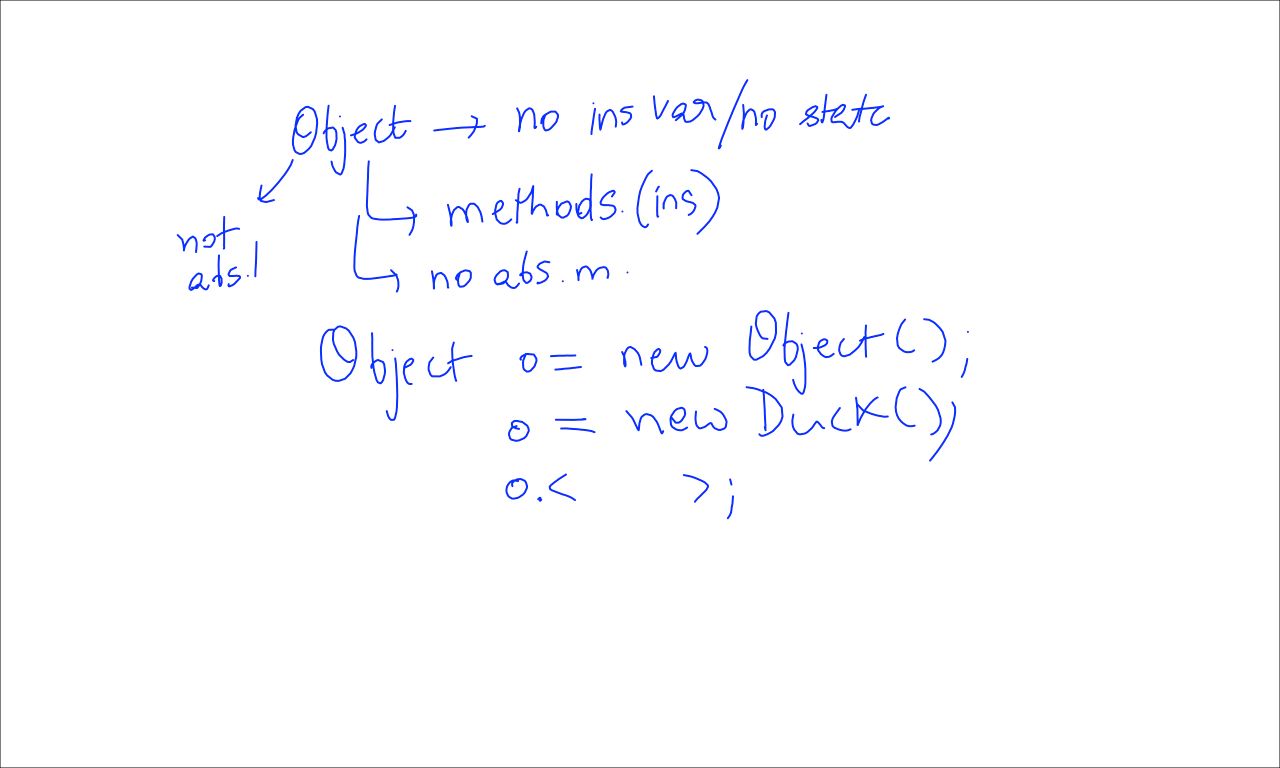 Object → no ins var/no state
→ methods. (ins)
not
abs.
→ no abs. m.
Object o = new Object();
o = new Duck();
o.< >;